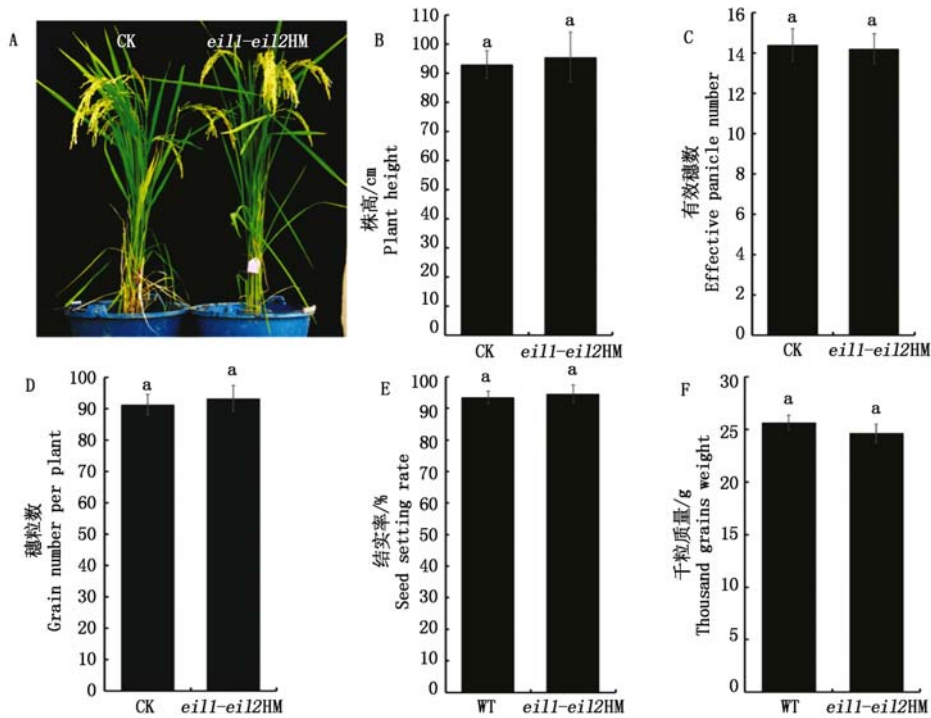 A
CK
eil1-eil2HM
B
株高/cm
Plant height
110
100
90
80
70
60
50
40
30
20
10
0
a
a
CK
eil1-eil2HM
C
有效穗数
Effective panicle number
16
14
12
10
8
6
4
2
0
a
a
CK
eil1-eil2HM
D
穗粒数
Grain number per plant
100
90
80
70
60
50
40
30
20
10
0
a
a
CK
eil1-eil2HM
E
结实率/%
Seed setting rate
100
90
80
70
60
50
40
30
20
10
0
a
a
WT
eil1-eil2HM
F
千粒质量/g
Thousand grains weight
30
25
20
15
10
5
0
a
a
WT
eil1-eil2HM